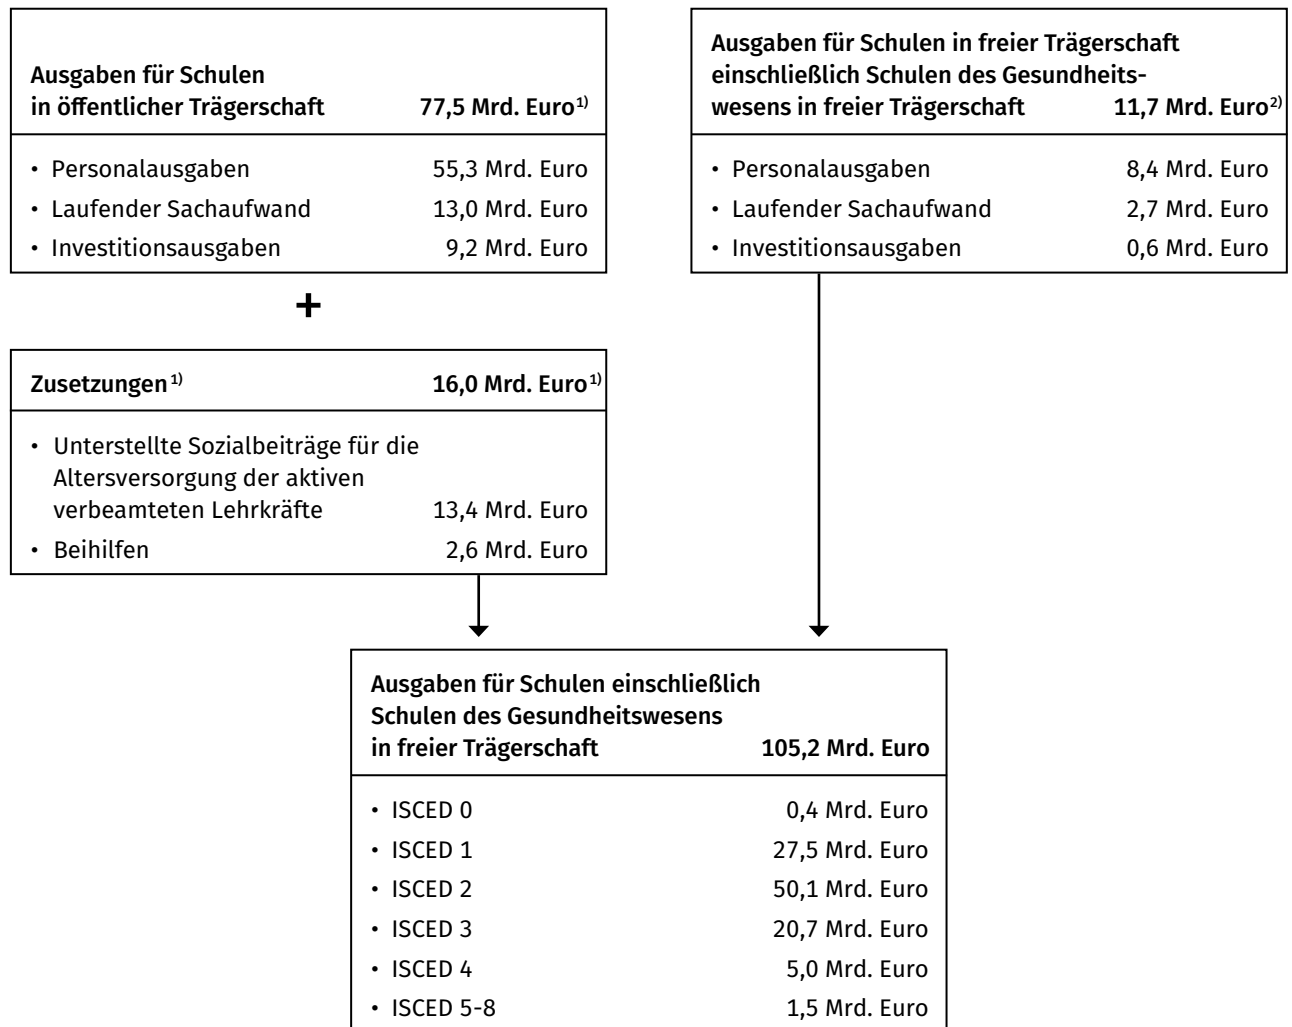 Ausgaben für Schulen
in öffentlicher Trägerschaft 77,5 Mrd. Euro1)
• Personalausgaben 55,3 Mrd. Euro
• Laufender Sachaufwand 13,0 Mrd. Euro
• Investitionsausgaben 9,2 Mrd. Euro
+
Zusetzungen1) 16,0 Mrd. Euro1)
• Unterstellte Sozialbeiträge für die
Altersversorgung der aktiven
verbeamteten Lehrkräfte 13,4 Mrd. Euro
• Beihilfen 2,6 Mrd. Euro
Ausgaben für Schulen in freier Trägerschaft
einschließlich Schulen des Gesundheits-
wesens in freier Trägerschaft 11,7 Mrd. Euro2)
• Personalausgaben 8,4 Mrd. Euro
• Laufender Sachaufwand 2,7 Mrd. Euro
• Investitionsausgaben 0,6 Mrd. Euro
Ausgaben für Schulen einschließlich
Schulen des Gesundheitswesens
in freier Trägerschaft 105,2 Mrd. Euro
• ISCED 0 0,4 Mrd. Euro
• ISCED 1 27,5 Mrd. Euro
• ISCED 2 50,1 Mrd. Euro
• ISCED 3 20,7 Mrd. Euro
• ISCED 4 5,0 Mrd. Euro
• ISCED 5-8 1,5 Mrd. Euro